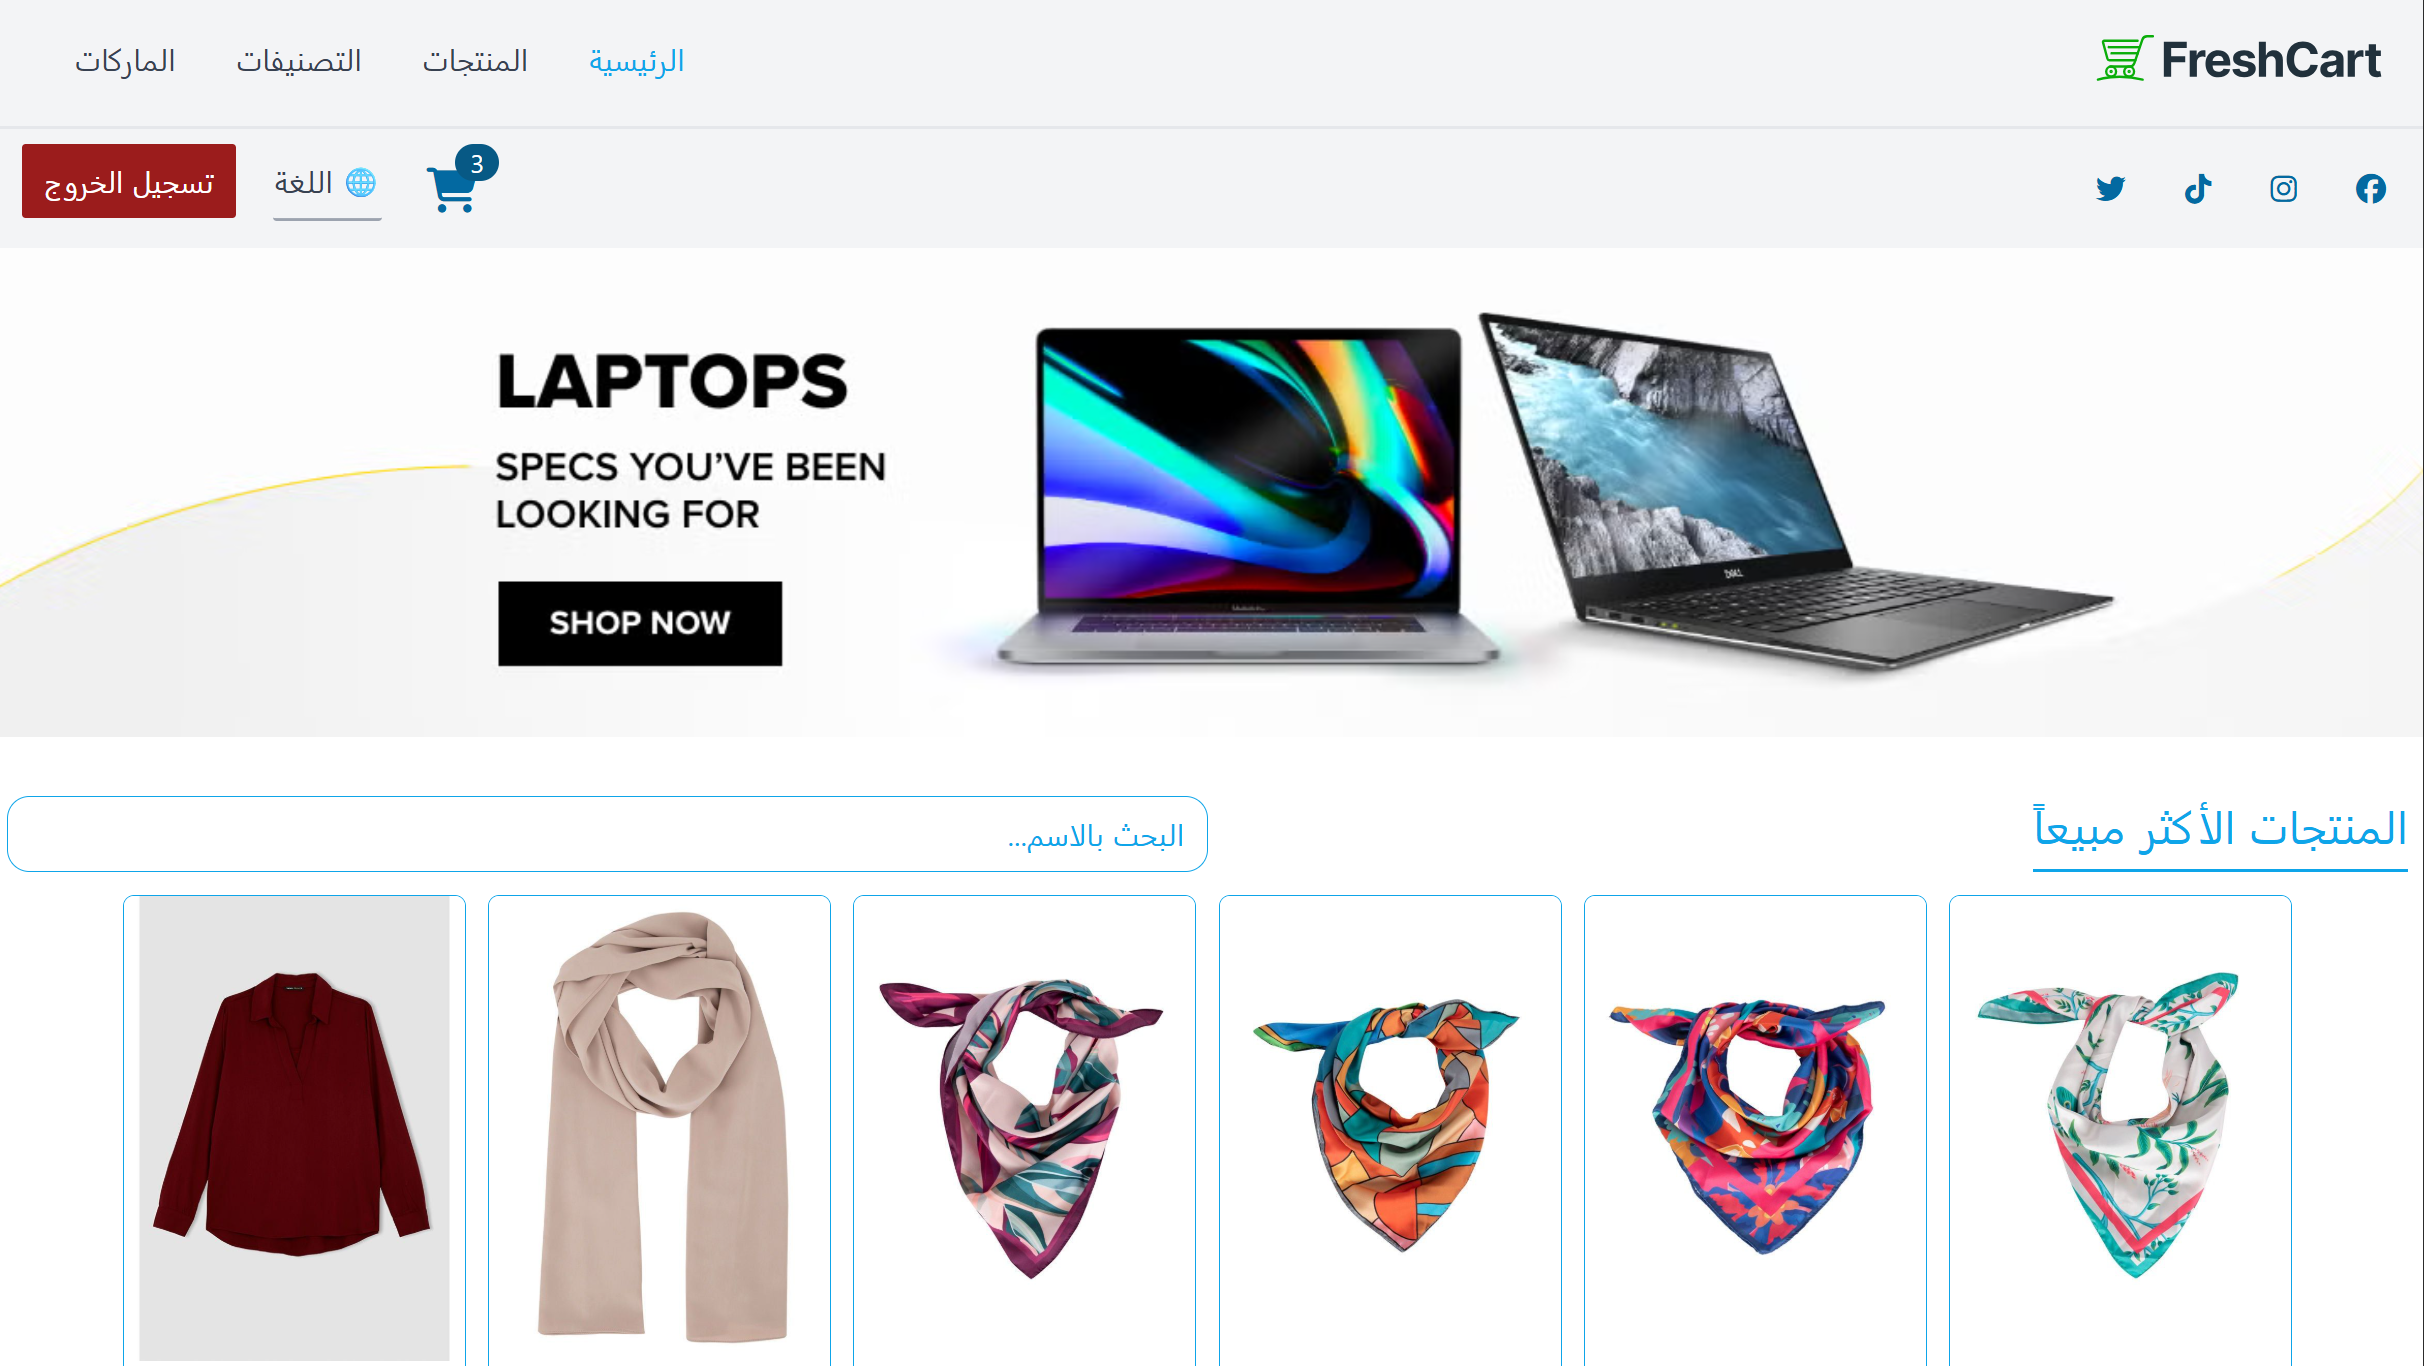 FreshCart
الرئيسية
المنتجات
التصنيفات
الماركات
3
اللغة
تسجيل الخروج
LAPTOPS
SPECS YOU’VE BEEN
LOOKING FOR
SHOP NOW
DELL
المنتجات الأكثر مبيعاً
البحث بالاسم...